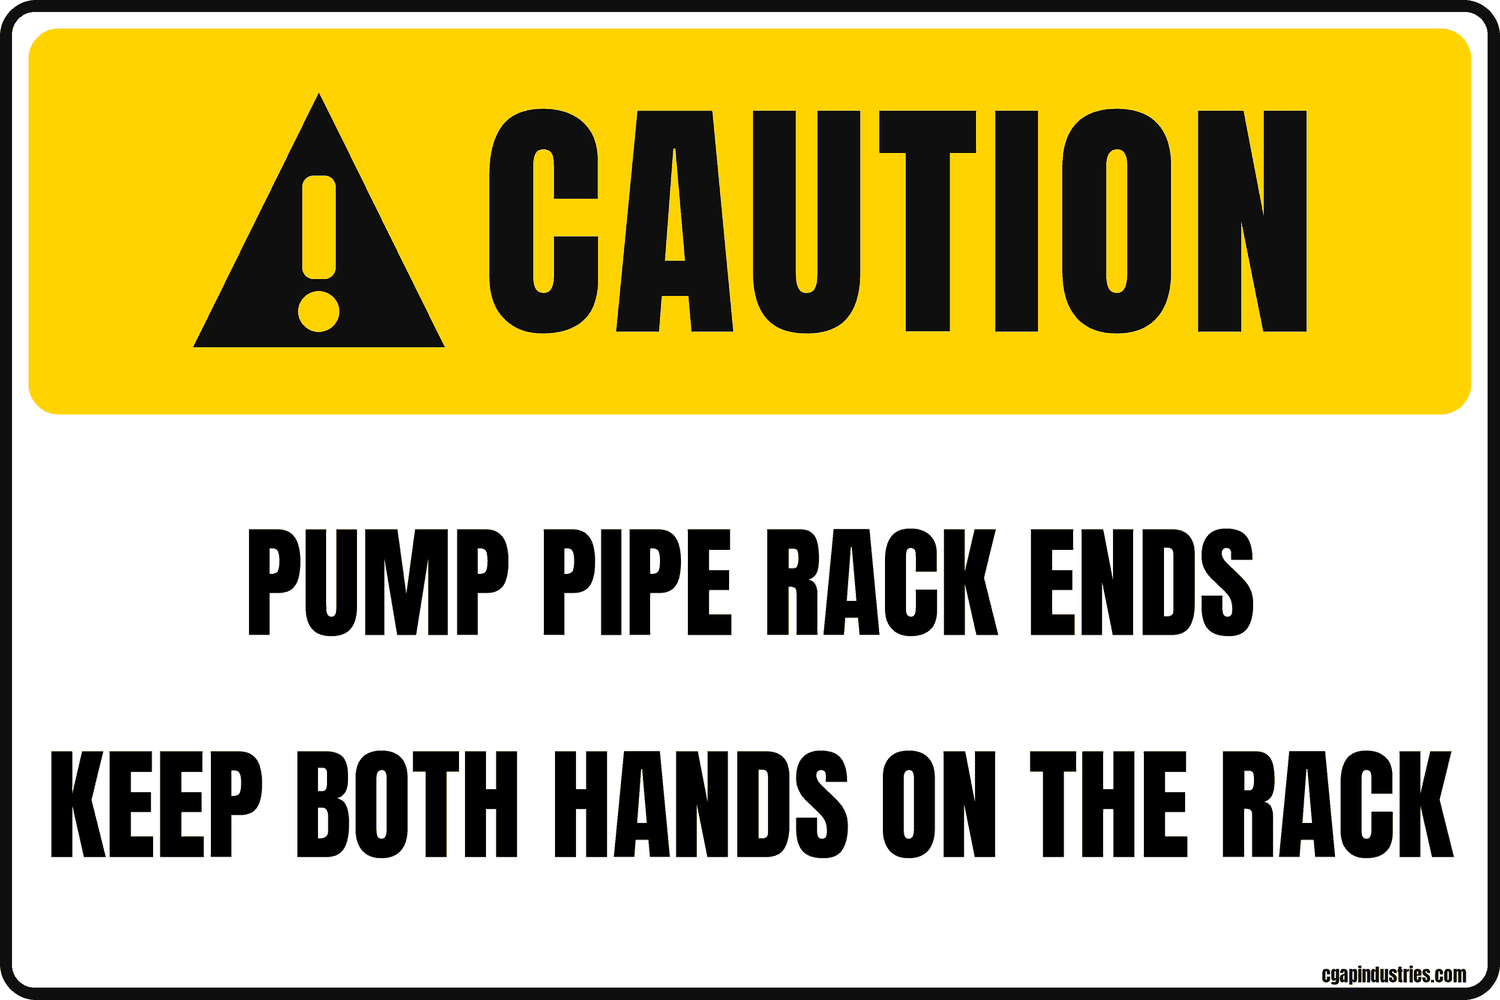 CAUTION
PUMP PIPE RACK ENDS
KEEP BOTH HANDS ON THE RACK
cgapindustries.com